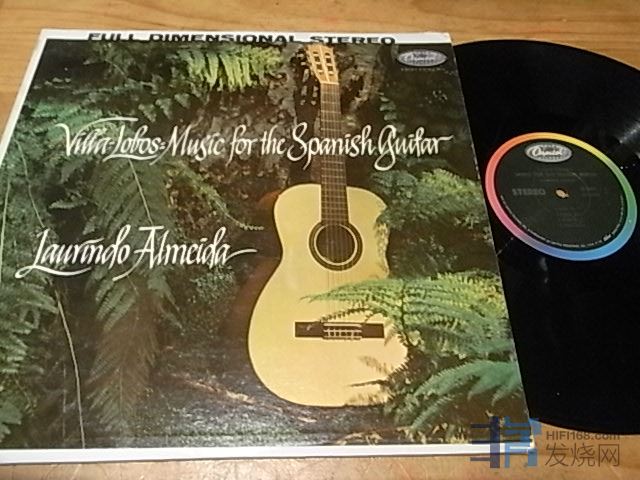 FULL DIMENSIONAL STEREO
Villa-Lobos: Music for the Spanish Guitar
Laurindo Almeida
Capitol
STEREO
HIFI168.com
发烧网